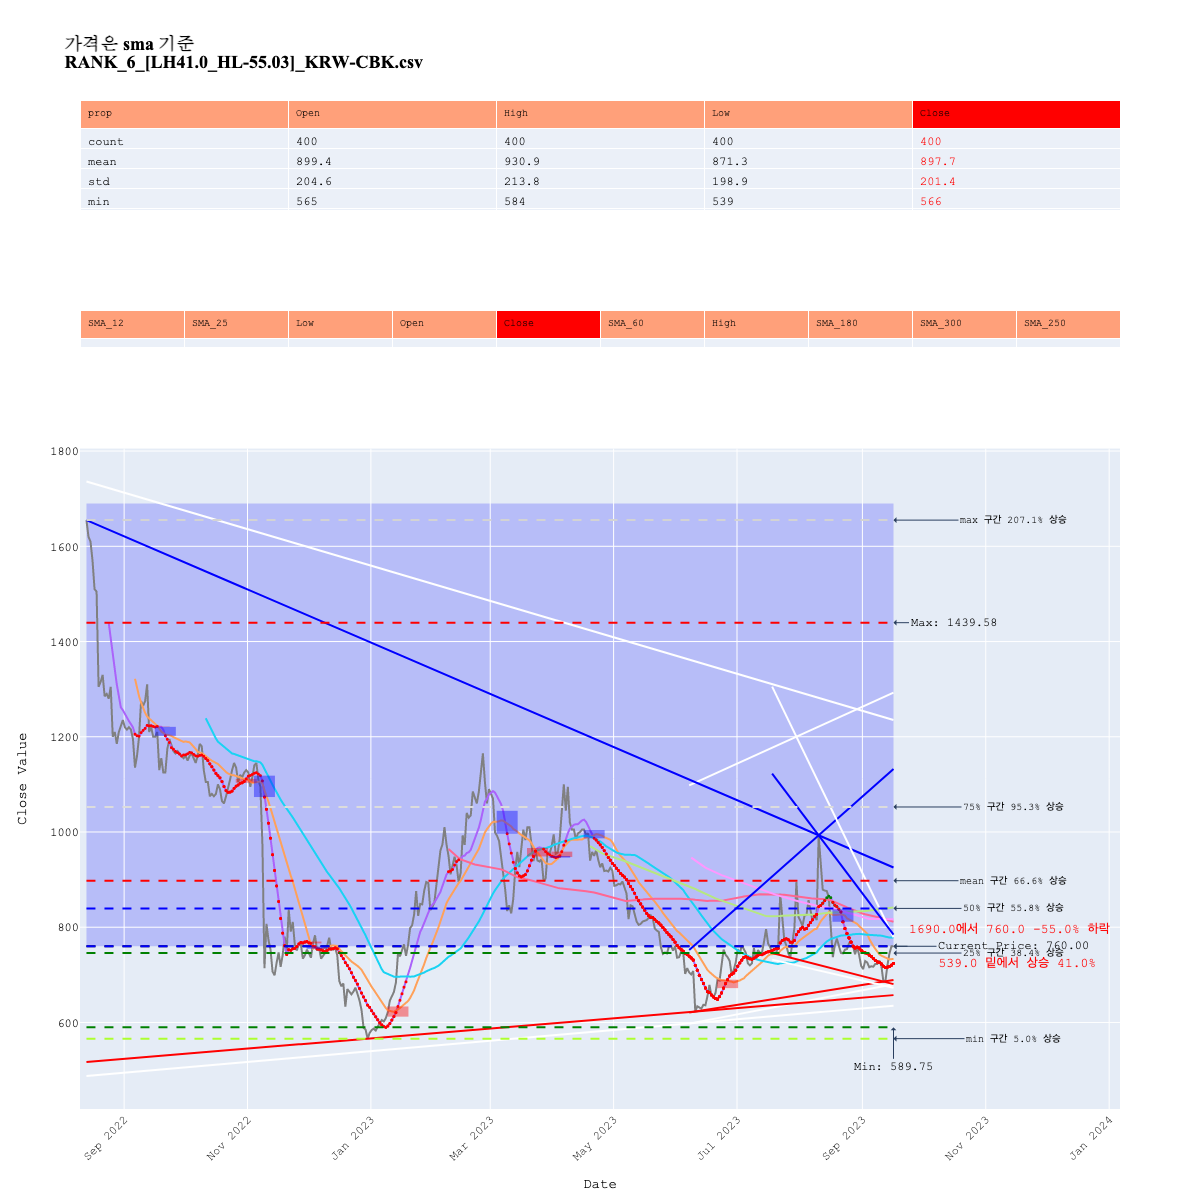 가격은 sma 기준
RANK_6_[LH41.0_HL-55.03]_KRW-CBK.csv
prop Open High Low Close
count 400 400 400 400
mean 899.4 930.9 871.3 897.7
std 204.6 213.8 198.9 201.4
min 565 584 539 566
SMA_12 SMA_25 Low Open Close SMA_60 High SMA_180 SMA_300 SMA_250
1800
1600
1400
1200
1000
800
600
Close Value
max 구간 207.1% 상승
Max: 1439.58
75% 구간 95.3% 상승
mean 구간 66.6% 상승
50% 구간 55.8% 상승
1690.0에서 760.0 -55.0% 하락
Current Price: 760.00
25% 구간 38.4% 상승
539.0 밑에서 상승 41.0%
min 구간 5.0% 상승
Min: 589.75
Sep 2022 Nov 2022 Jan 2023 Mar 2023 May 2023 Jul 2023 Sep 2023 Nov 2023 Jan 2024
Date